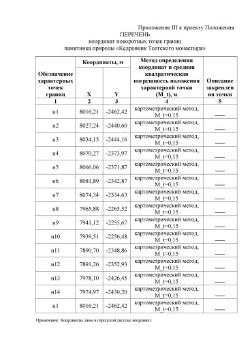 Приложение III к проекту Положения
ПЕРЕЧЕНЬ
координат поворотных точек границ
памятника природы «Кедровник Толгского монастыря»
Обозначение характерных точек границ
Координаты, м
Метод определения координат и средняя квадратическая погрешность положения характерной точки (M_t), м
Описание закрепления точки
X Y
1 2 3 4 5
н1 8016,21 -2462,42 картометрический метод, M_t=0,15
н2 8027,24 -2440,60 картометрический метод, M_t=0,15
н3 8034,15 -2444,16 картометрический метод, M_t=0,15
н4 8070,27 -2373,97 картометрический метод, M_t=0,15
н5 8066,06 -2371,87 картометрический метод, M_t=0,15
н6 8081,89 -2342,87 картометрический метод, M_t=0,15
н7 8074,34 -2334,63 картометрический метод, M_t=0,15
н8 7965,88 -2265,52 картометрический метод, M_t=0,15
н9 7941,12 -2255,67 картометрический метод, M_t=0,15
н10 7939,51 -2256,48 картометрический метод, M_t=0,15
н11 7890,70 -2348,86 картометрический метод, M_t=0,15
н12 7891,26 -2352,93 картометрический метод, M_t=0,15
н13 7978,10 -2426,45 картометрический метод, M_t=0,15
н14 7974,97 -2430,20 картометрический метод, M_t=0,15
н1 8016,21 -2462,42 картометрический метод, M_t=0,15
Примечание: Координаты даны в городской системе координат.